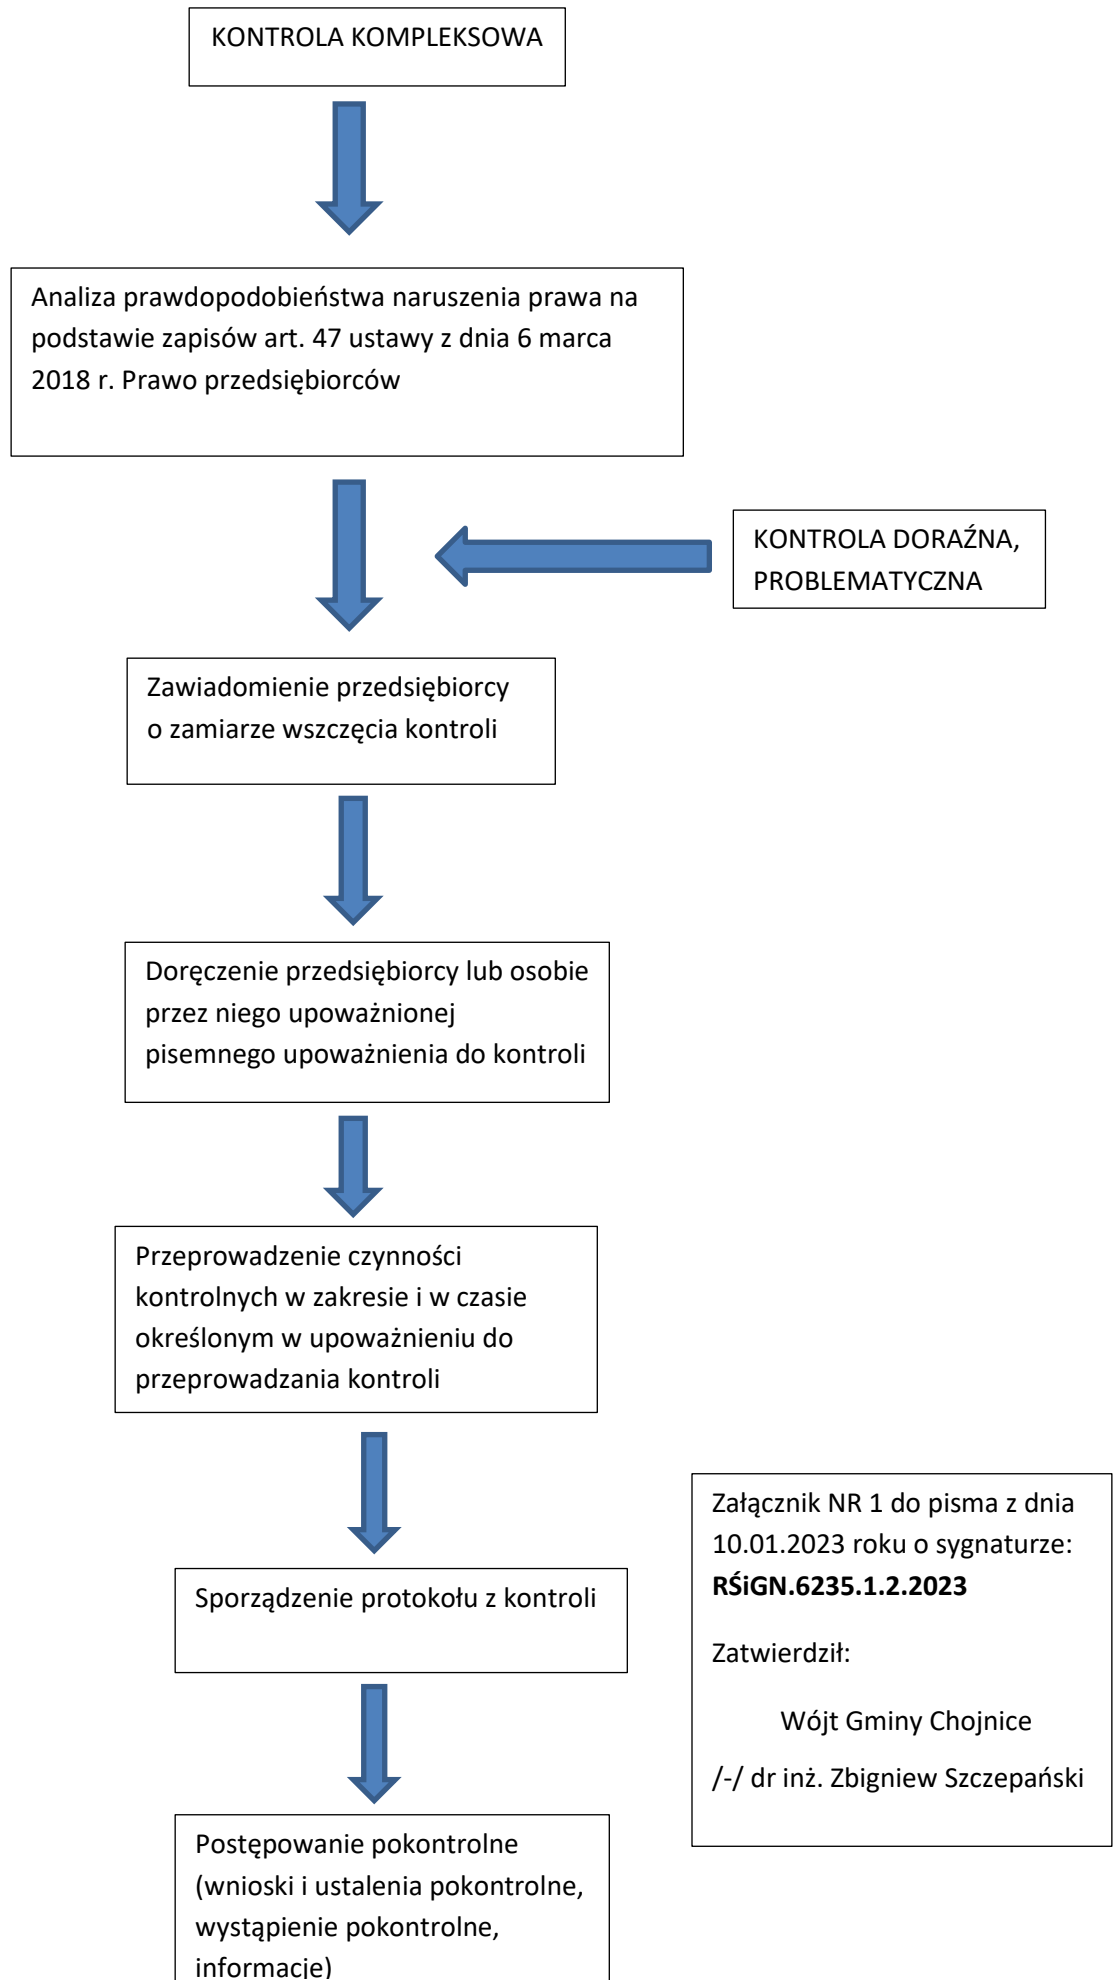 KONTROLA KOMPLEKSOWA
Analiza prawdopodobieństwa naruszenia prawa na
podstawie zapisów art. 47 ustawy z dnia 6 marca
2018 r. Prawo przedsiębiorców
KONTROLA DORAŹNA,
PROBLEMATYCZNA
Zawiadomienie przedsiębiorcy
o zamiarze wszczęcia kontroli
Doręczenie przedsiębiorcy lub osobie
przez niego upoważnionej
pisemnego upoważnienia do kontroli
Przeprowadzenie czynności
kontrolnych w zakresie i w czasie
określonym w upoważnieniu do
przeprowadzania kontroli
Sporządzenie protokołu z kontroli
Załącznik NR 1 do pisma z dnia
10.01.2023 roku o sygnaturze:
RŚiGN.6235.1.2.2023
Zatwierdził:
Wójt Gminy Chojnice
/-/ dr inż. Zbigniew Szczepański
Postępowanie pokontrolne
(wnioski i ustalenia pokontrolne,
wystąpienie pokontrolne,
informacje)